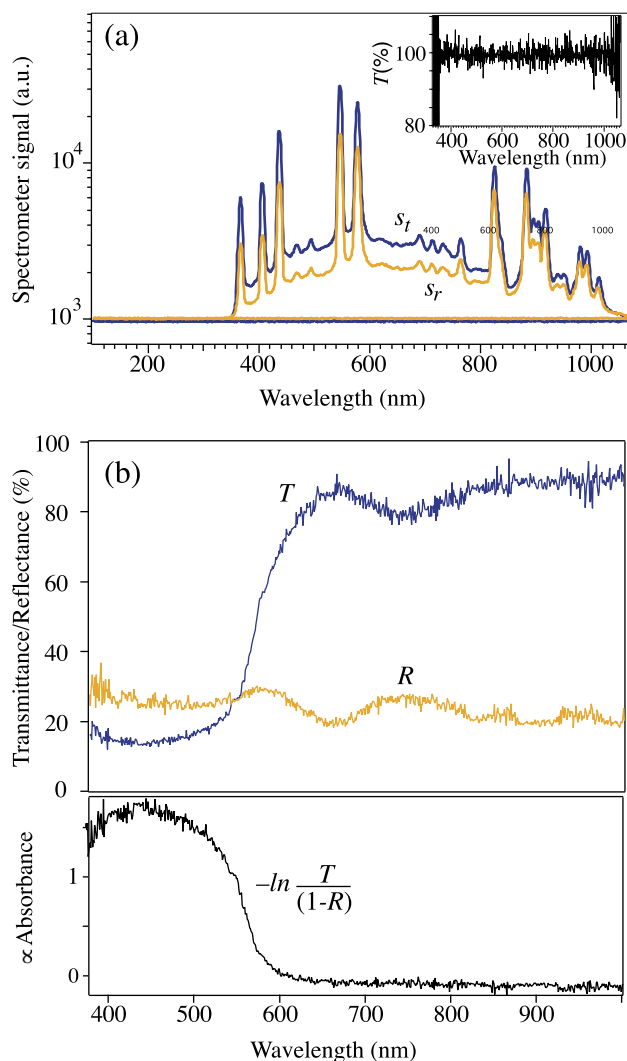 (a)
Spectrometer signal (a.u.)
10⁴
10³
T(%)
100
80
400 600 800 1000
Wavelength (nm)
s_t
s_r
400 600 800 1000
200 400 600 800 1000
Wavelength (nm)
(b)
Transmittance/Reflectance (%)
100
80
60
40
20
0
T
R
∝ Absorbance
1
0
–ln T/(1-R)
400 500 600 700 800 900
Wavelength (nm)